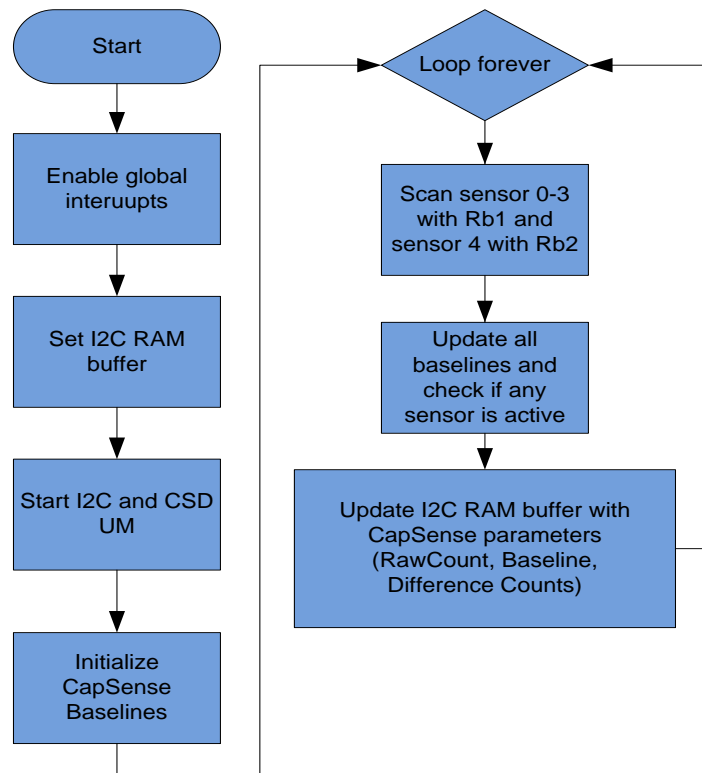 Start
Enable global
interuupts
Set I2C RAM
buffer
Start I2C and CSD
UM
Initialize
CapSense
Baselines
Loop forever
Scan sensor 0-3
with Rb1 and
sensor 4 with Rb2
Update all
baselines and
check if any
sensor is active
Update I2C RAM buffer with
CapSense parameters
(RawCount, Baseline,
Difference Counts)